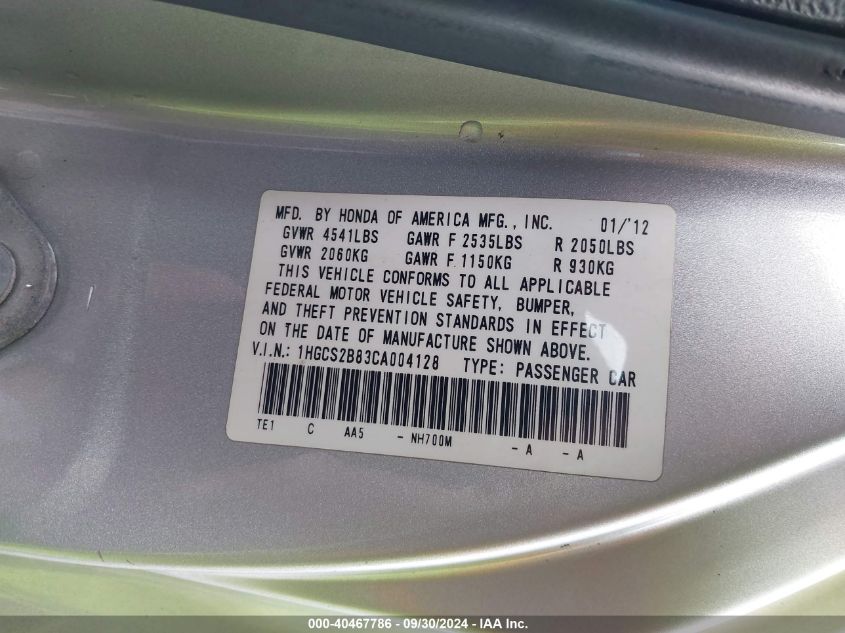 MFD. BY HONDA OF AMERICA MFG., INC. 01/'12
GVWR 4541LBS GAWR F 2535LBS R 2050LBS
GVWR 2060KG GAWR F 1150KG R 930KG
THIS VEHICLE CONFORMS TO ALL APPLICABLE
FEDERAL MOTOR VEHICLE SAFETY, BUMPER,
AND THEFT PREVENTION STANDARDS IN EFFECT
ON THE DATE OF MANUFACTURE SHOWN ABOVE.
V.I.N.: 1HGCS2B83CA004128 TYPE: PASSENGER CAR
TE1 C AA5 - NH700M - A - A
000-40467786 - 09/30/2024 - IAA Inc.